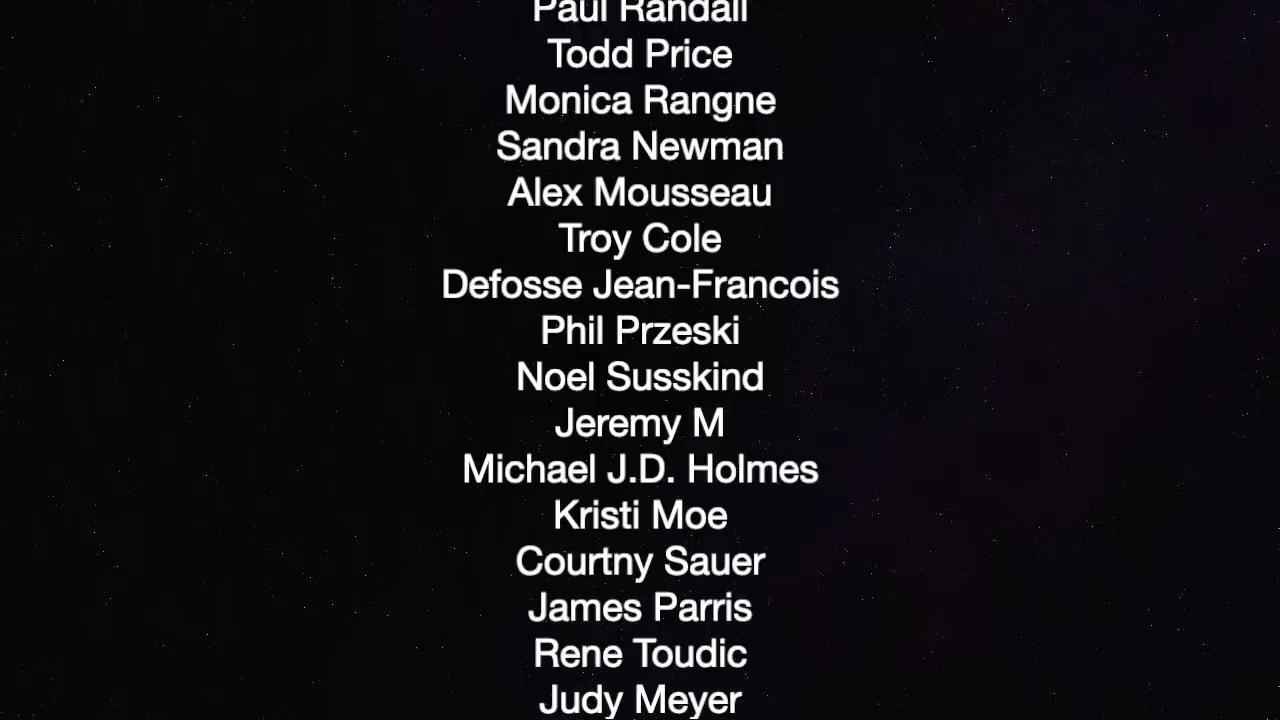 Paul Randall
Todd Price
Monica Rangne
Sandra Newman
Alex Mousseau
Troy Cole
Defosse Jean-Francois
Phil Przeski
Noel Susskind
Jeremy M
Michael J.D. Holmes
Kristi Moe
Courtny Sauer
James Parris
Rene Toudic
Judy Meyer